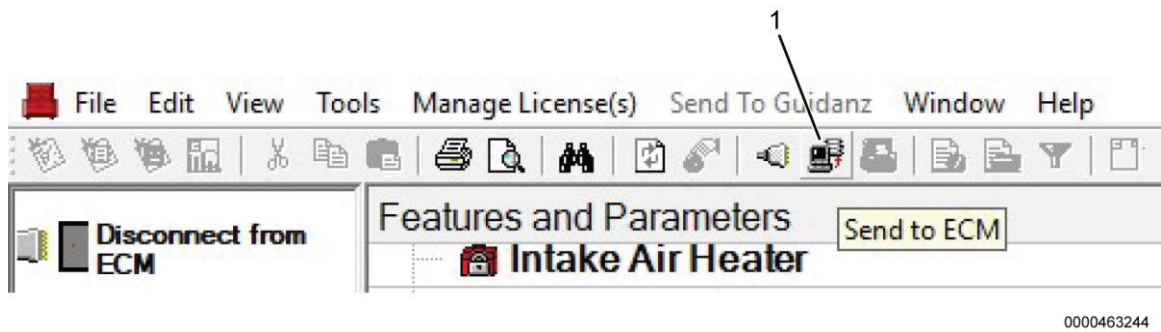 1
File Edit View Tools Manage License(s) Send To Guidanz Window Help
Disconnect from
ECM
Features and Parameters
Send to ECM
Intake Air Heater
0000463244